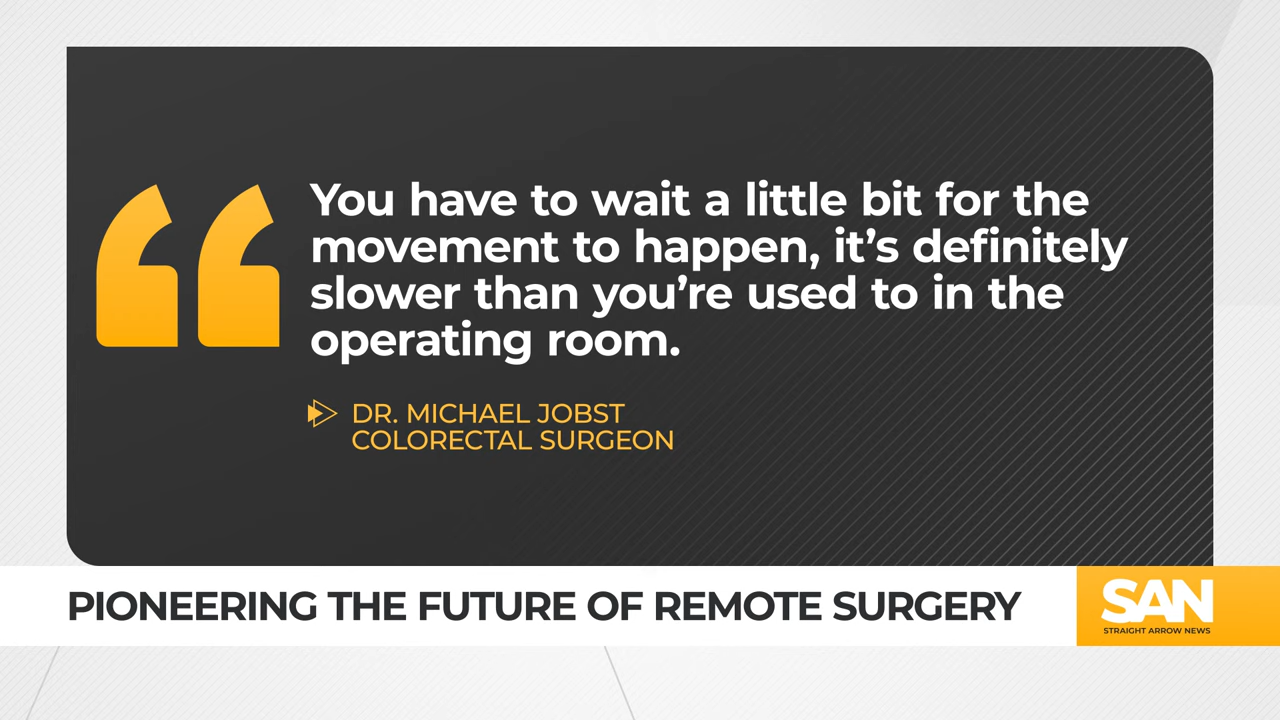 You have to wait a little bit for the
movement to happen, it’s definitely
slower than you’re used to in the
operating room.
DR. MICHAEL JOBST
COLORECTAL SURGEON
PIONEERING THE FUTURE OF REMOTE SURGERY
SAN
STRAIGHT ARROW NEWS